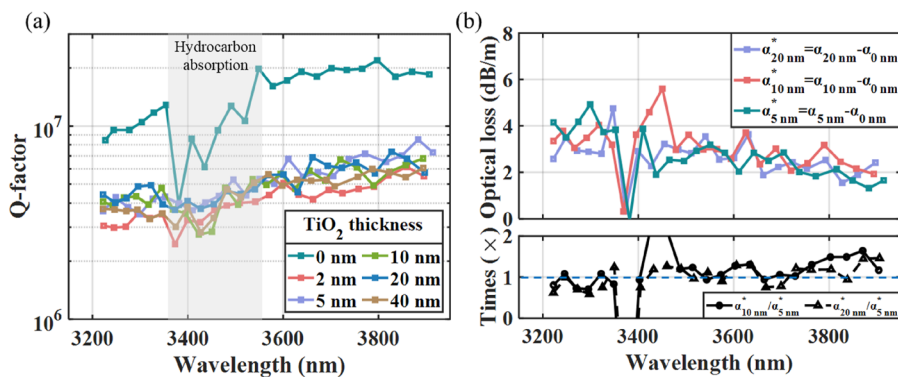 (a)
Hydrocarbon
absorption
Q-factor
10^7
10^6
TiO₂ thickness
0 nm
10 nm
2 nm
20 nm
5 nm
40 nm
3200
3400
3600
3800
Wavelength (nm)
(b)
Optical loss (dB/m)
8
6
4
2
0
α*20 nm=α20 nm-α0 nm
α*10 nm=α10 nm-α0 nm
α*5 nm=α5 nm-α0 nm
Times (×)
2
1
0
α*10 nm/α*5 nm
α*20 nm/α*5 nm
3200
3400
3600
3800
Wavelength (nm)